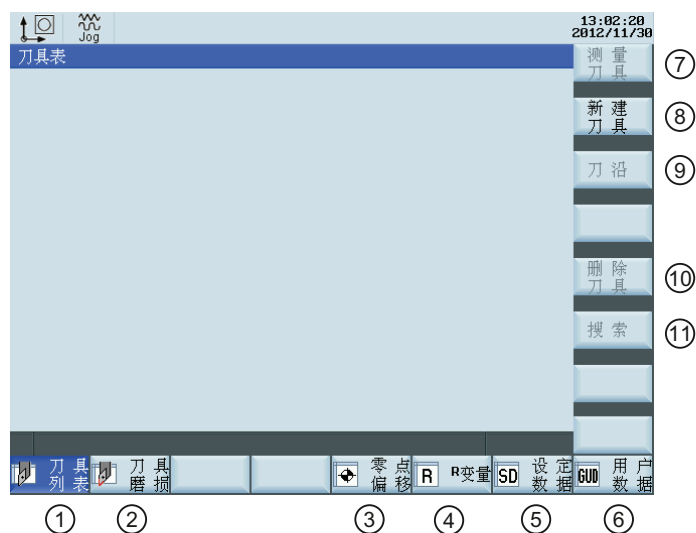 Jog
13:02:20
2012/11/30
刀具表
测量
刀具
⑦
新建
刀具
⑧
刀沿
⑨
删除
刀具
⑩
搜索
⑪
刀具
列表
刀具
磨损
零点
偏移
R
R变量
SD
设定
数据
GUD
用户
数据
① ② ③ ④ ⑤ ⑥